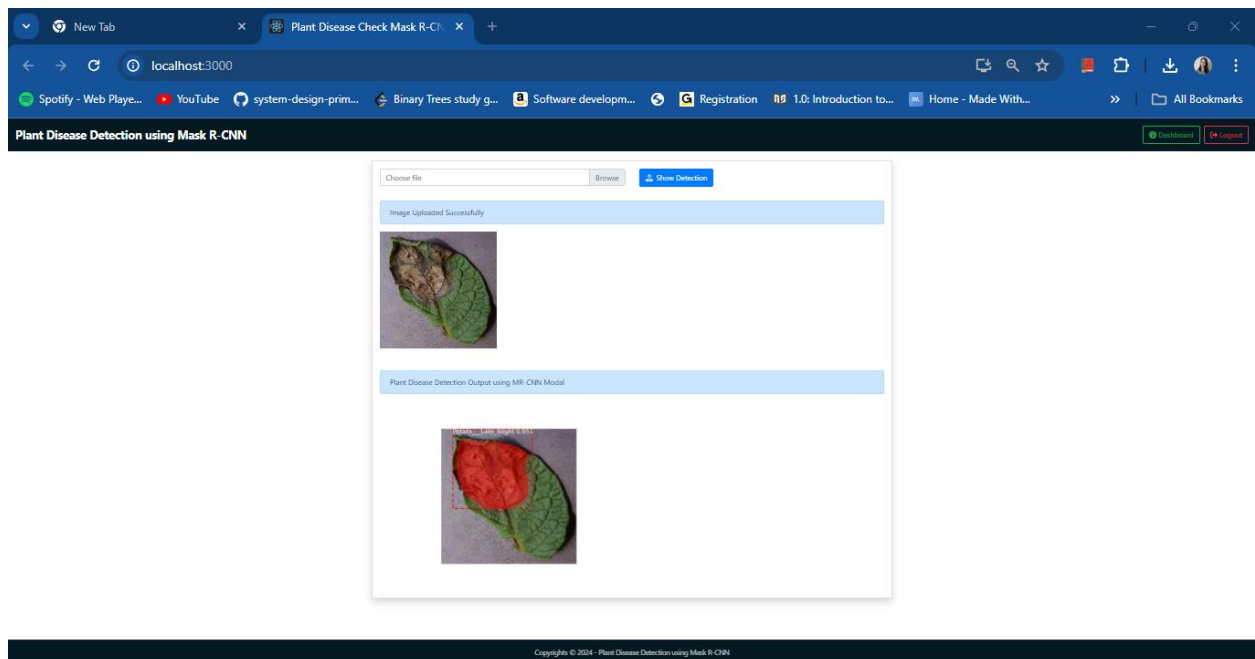 New Tab
Plant Disease Check Mask R-CN
localhost:3000
Spotify - Web Playe... YouTube system-design-prim... Binary Trees study g... Software developm... Registration 1.0: Introduction to... Home - Made With... » All Bookmarks
Plant Disease Detection using Mask R-CNN Dashboard Logout
Choose file Browse Show Detection
Image Uploaded Successfully
Plant Disease Detection Output using MR-CNN Modal
Potato___Late_blight 0.951
Copyrights © 2024 - Plant Disease Detection using Mask R-CNN